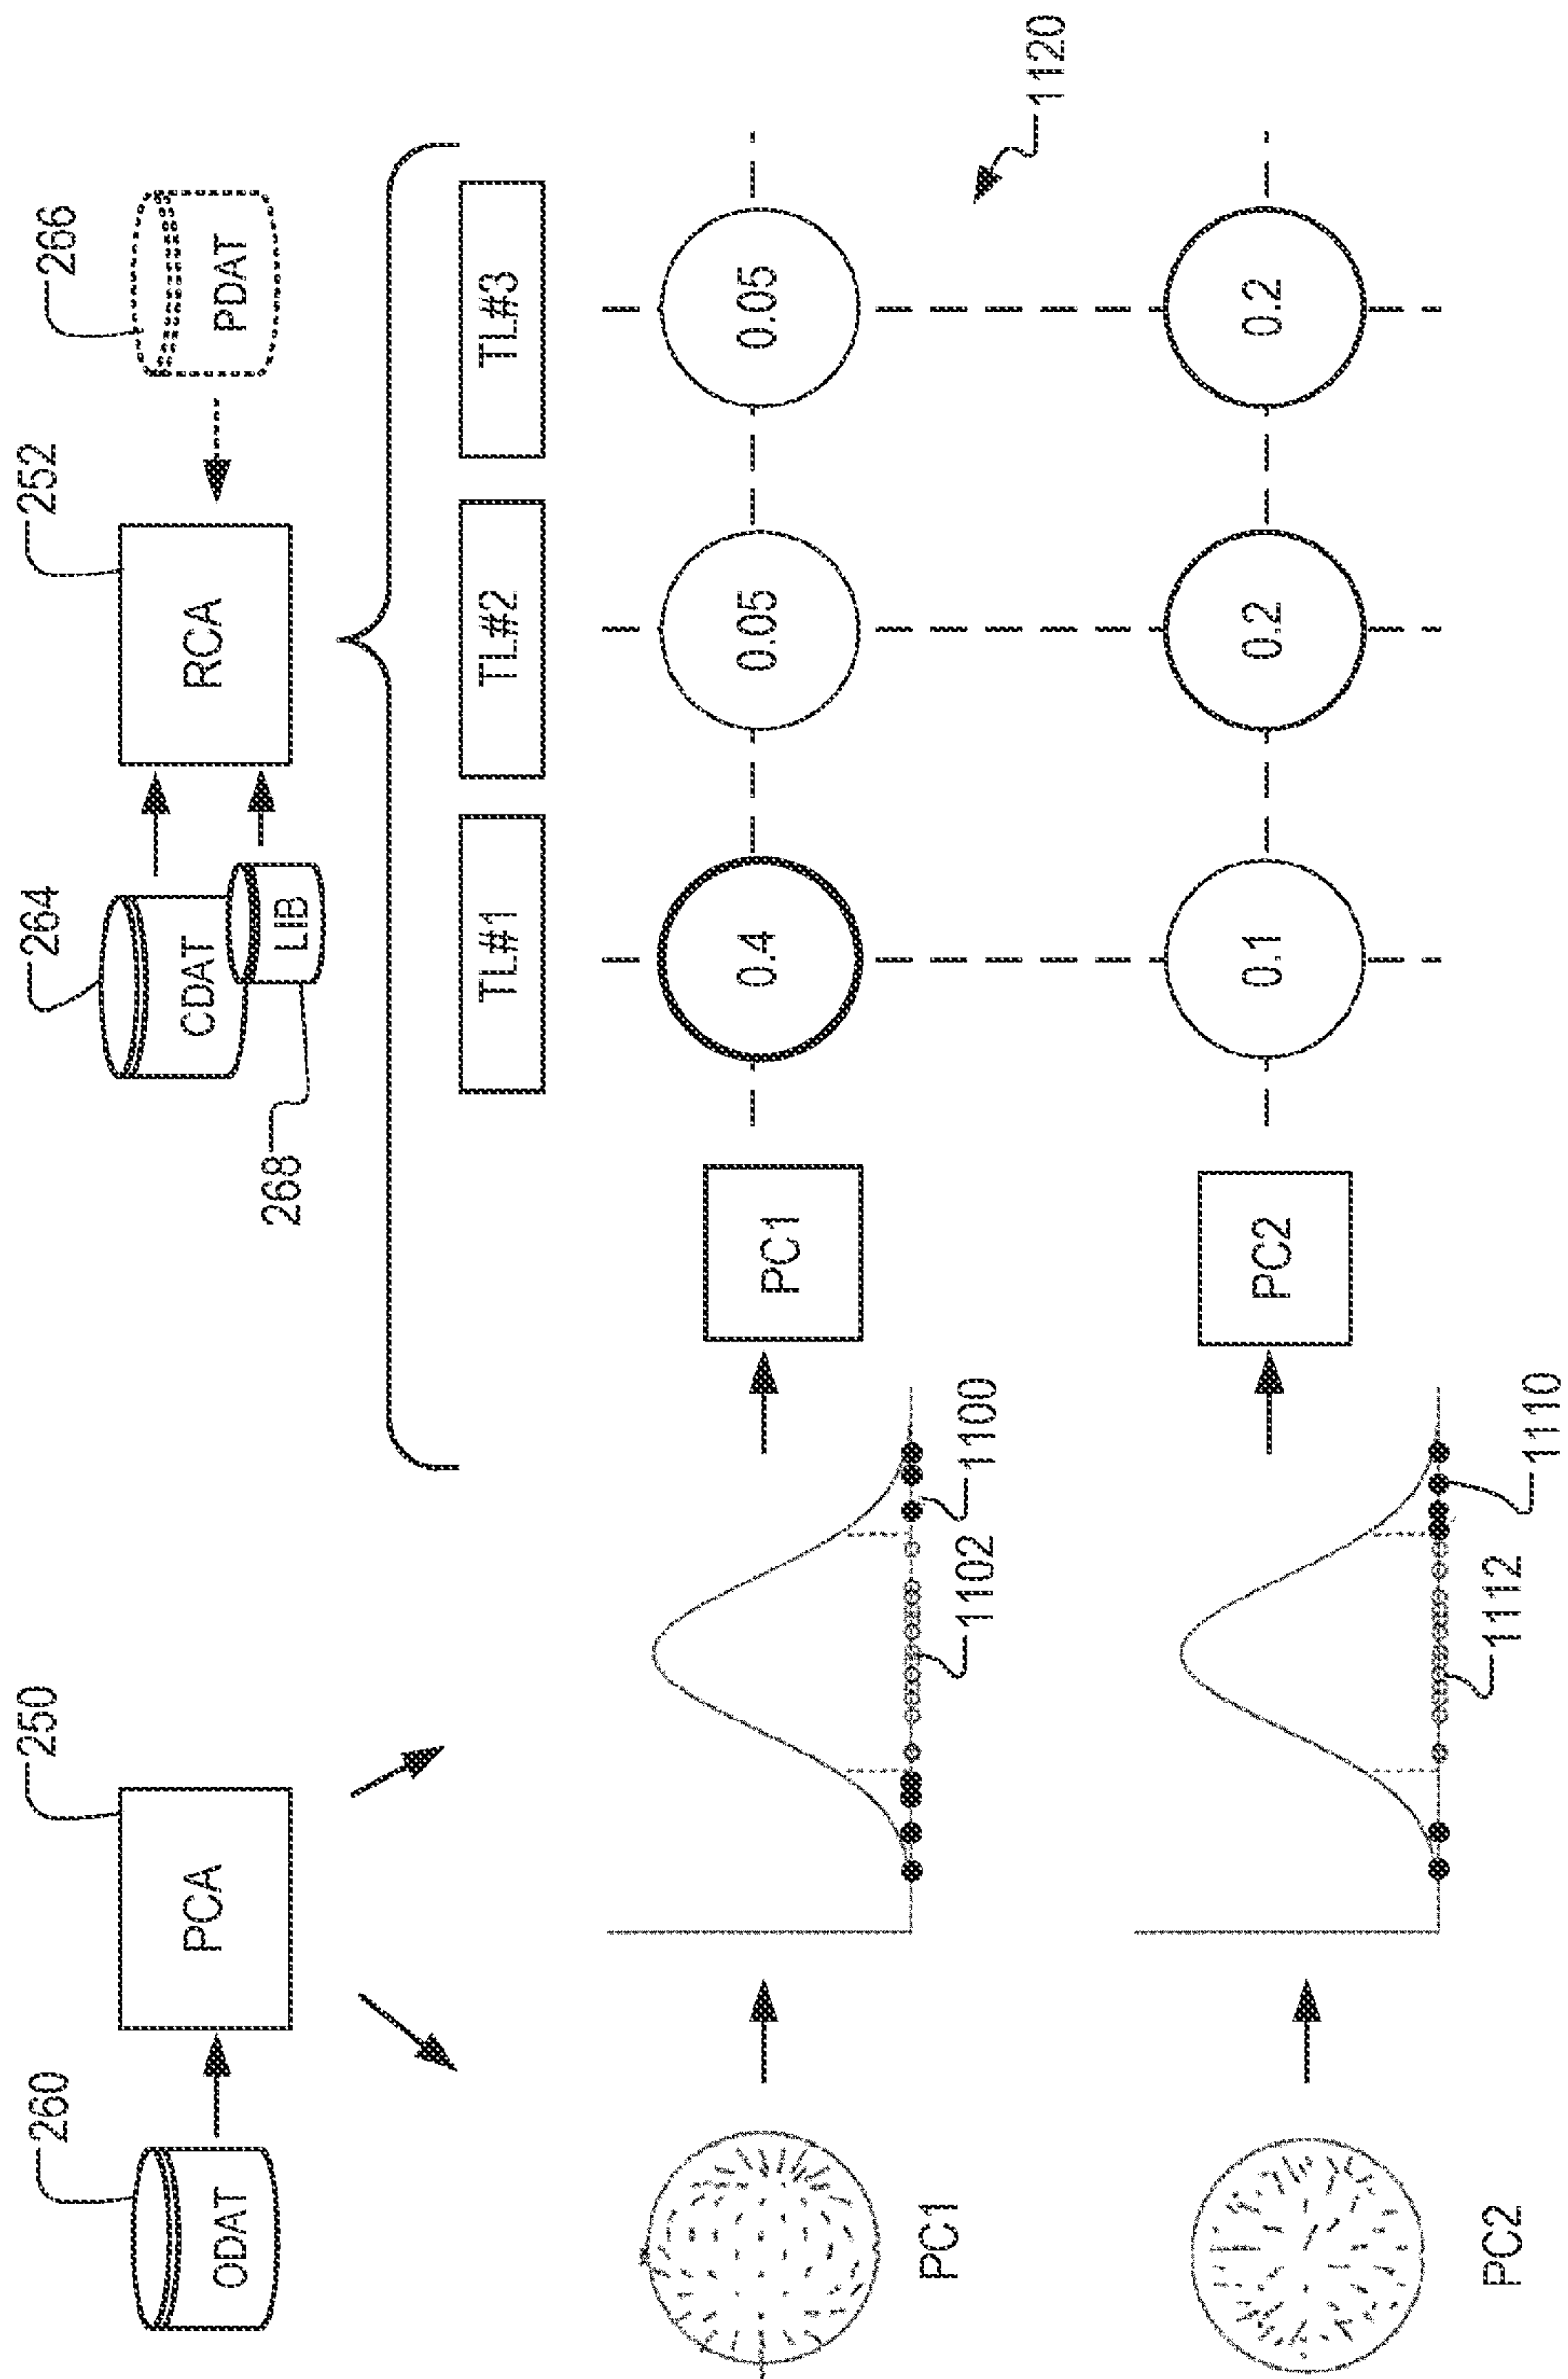 260
250
264
252
266
ODAT
PCA
CDAT
LIB
RCA
PDAT
268
TL#1
TL#2
TL#3
PC1
PC1
0.4
0.05
0.05
1102
1100
1120
PC2
PC2
0.1
0.2
0.2
1112
1110